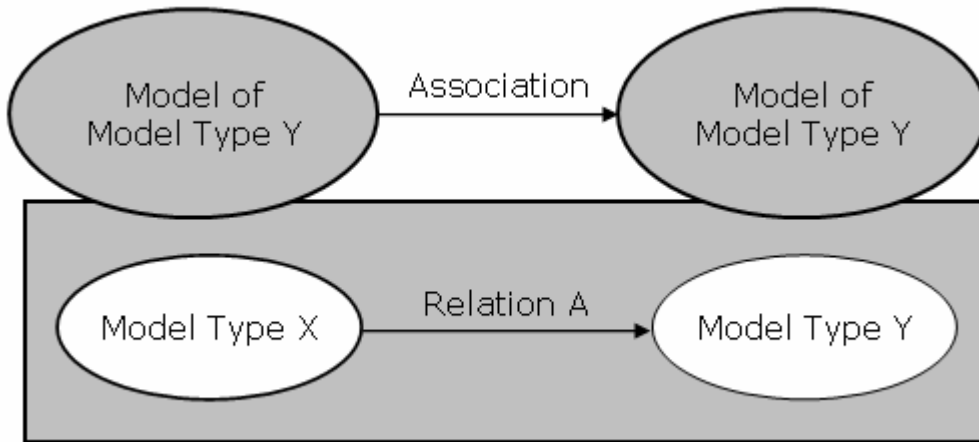 Model of
Model Type Y
Association
Model of
Model Type Y
Model Type X
Relation A
Model Type Y